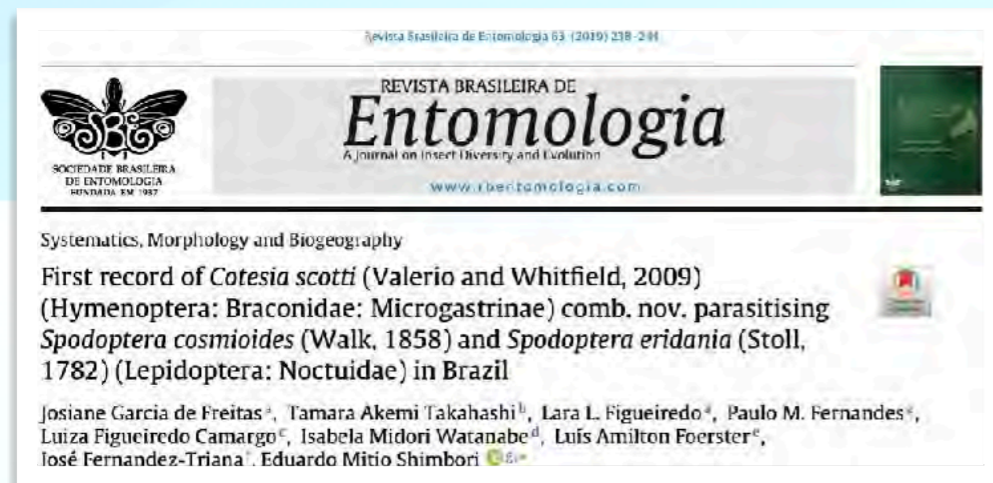 Revista Brasileira de Entomologia 63 (2019) 238-244
SOCIEDADE BRASILEIRA
DE ENTOMOLOGIA
FUNDADA EM 1937
REVISTA BRASILEIRA DE
Entomologia
A Journal on Insect Diversity and Evolution
www.rbentomologia.com
Systematics, Morphology and Biogeography
First record of Cotesia scotti (Valerio and Whitfield, 2009)
(Hymenoptera: Braconidae: Microgastrinae) comb. nov. parasitising
Spodoptera cosmioides (Walk, 1858) and Spodoptera eridania (Stoll,
1782) (Lepidoptera: Noctuidae) in Brazil
Josiane Garcia de Freitas a, Tamara Akemi Takahashi b, Lara L. Figueiredo a, Paulo M. Fernandes a,
Luiza Figueiredo Camargo c, Isabela Midori Watanabe d, Luís Amilton Foerster e,
José Fernandez-Triana f, Eduardo Mitio Shimbori